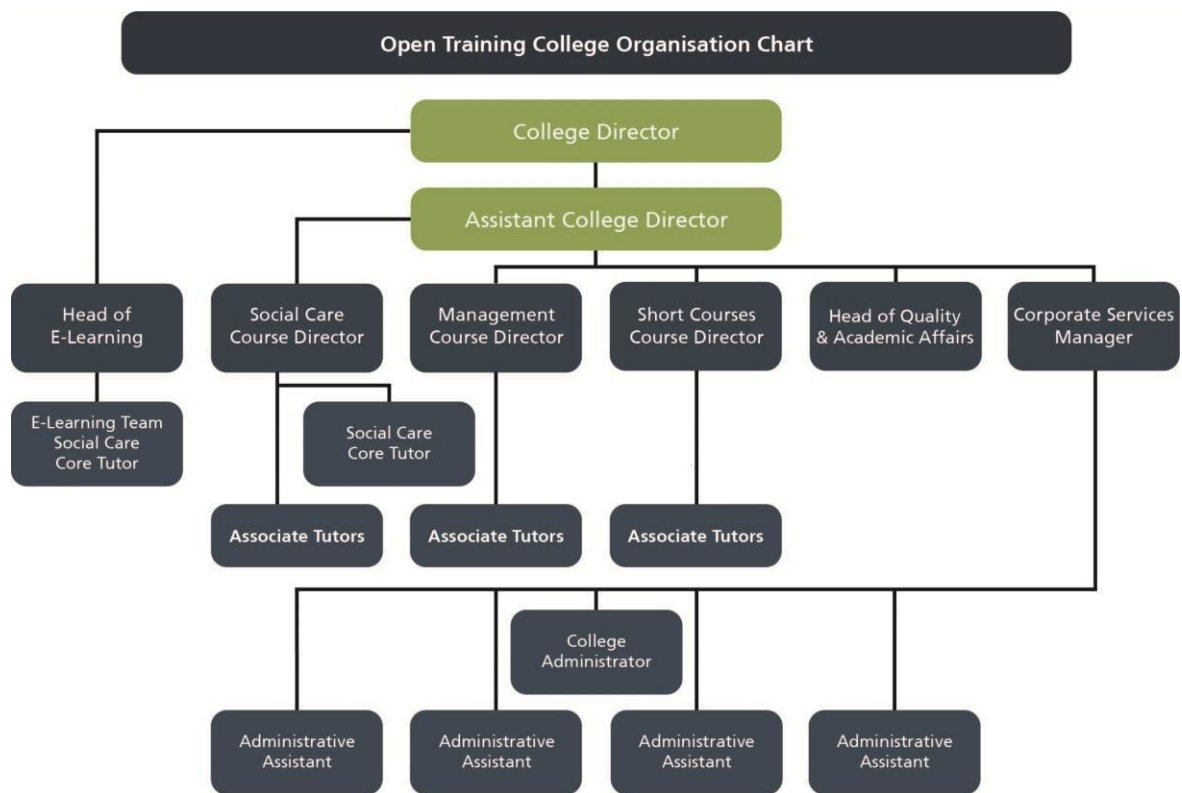 Open Training College Organisation Chart
College Director
Assistant College Director
Head of
E-Learning
Social Care
Course Director
Management
Course Director
Short Courses
Course Director
Head of Quality
& Academic Affairs
Corporate Services
Manager
E-Learning Team
Social Care
Core Tutor
Social Care
Core Tutor
Associate Tutors
Associate Tutors
Associate Tutors
College
Administrator
Administrative
Assistant
Administrative
Assistant
Administrative
Assistant
Administrative
Assistant